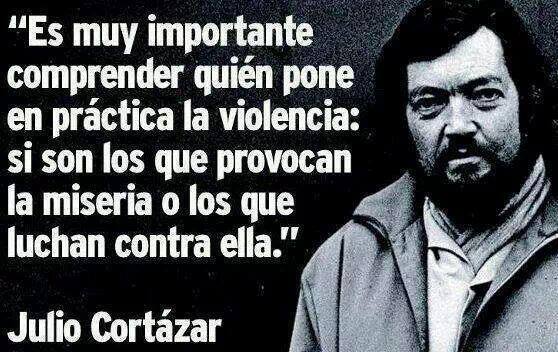 “Es muy importante
comprender quién pone
en práctica la violencia:
si son los que provocan
la miseria o los que
luchan contra ella.”
Julio Cortázar